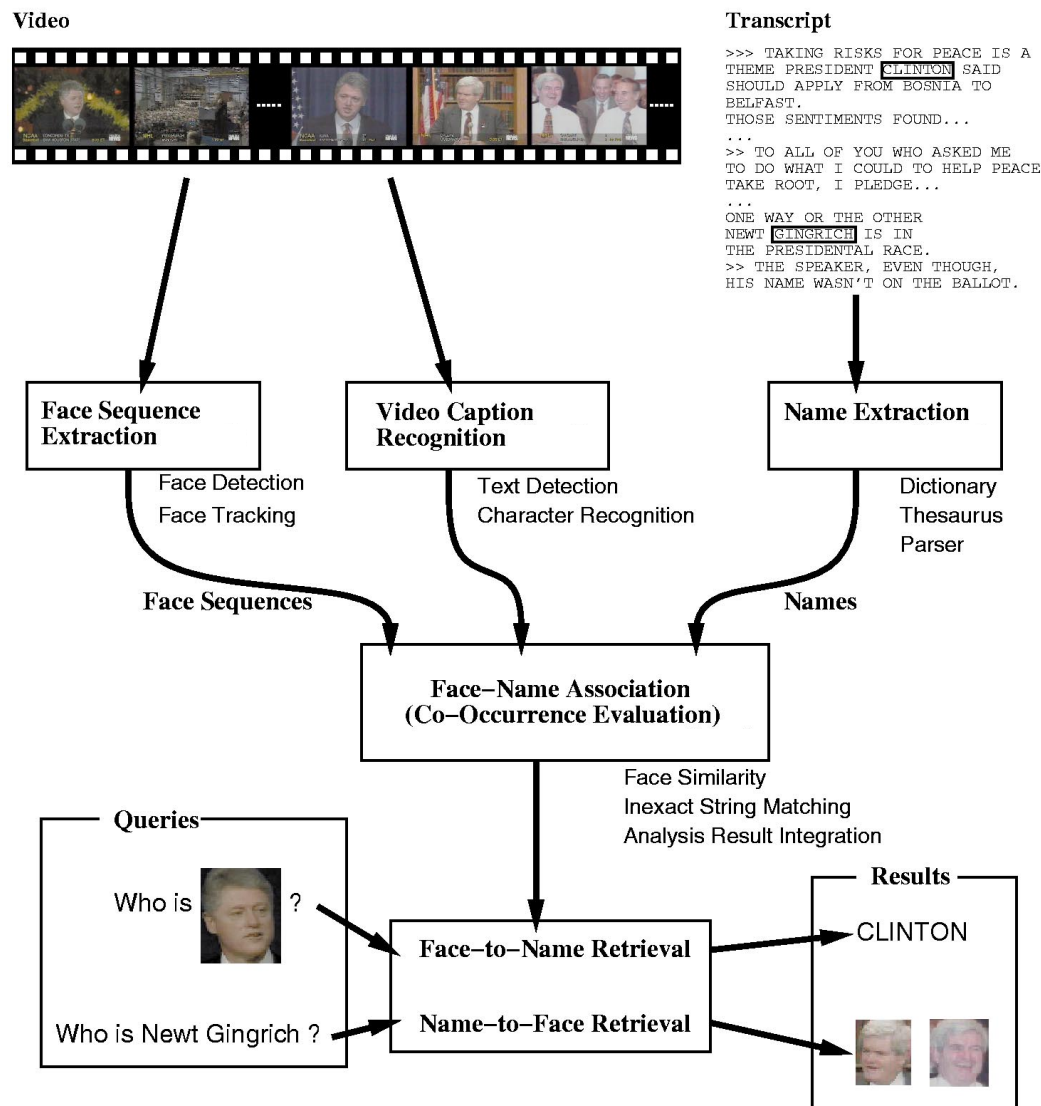 Video
Transcript
>>> TAKING RISKS FOR PEACE IS A
THEME PRESIDENT CLINTON SAID
SHOULD APPLY FROM BOSNIA TO
BELFAST.
THOSE SENTIMENTS FOUND...
...
>> TO ALL OF YOU WHO ASKED ME
TO DO WHAT I COULD TO HELP PEACE
TAKE ROOT, I PLEDGE...
...
ONE WAY OR THE OTHER
NEWT GINGRICH IS IN
THE PRESIDENTAL RACE.
>> THE SPEAKER, EVEN THOUGH,
HIS NAME WASN'T ON THE BALLOT.
Face Sequence
Extraction
Video Caption
Recognition
Name Extraction
Face Detection
Face Tracking
Text Detection
Character Recognition
Dictionary
Thesaurus
Parser
Face Sequences
Names
Face–Name Association
(Co–Occurrence Evaluation)
Face Similarity
Inexact String Matching
Analysis Result Integration
Queries
Who is ?
Who is Newt Gingrich ?
Face–to–Name Retrieval
Name–to–Face Retrieval
Results
CLINTON